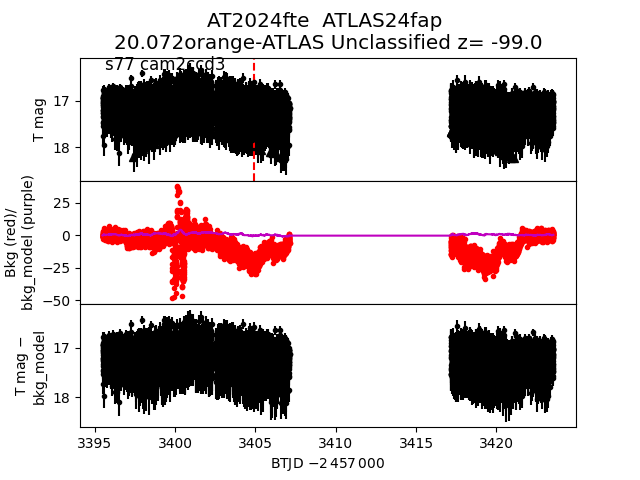 AT2024fte  ATLAS24fap
20.072orange-ATLAS Unclassified z= -99.0
s77 cam2ccd3
T mag
17
18
Bkg (red)/
bkg_model (purple)
25
0
−25
−50
T mag −
bkg_model
17
18
3395 3400 3405 3410 3415 3420
BTJD −2 457 000